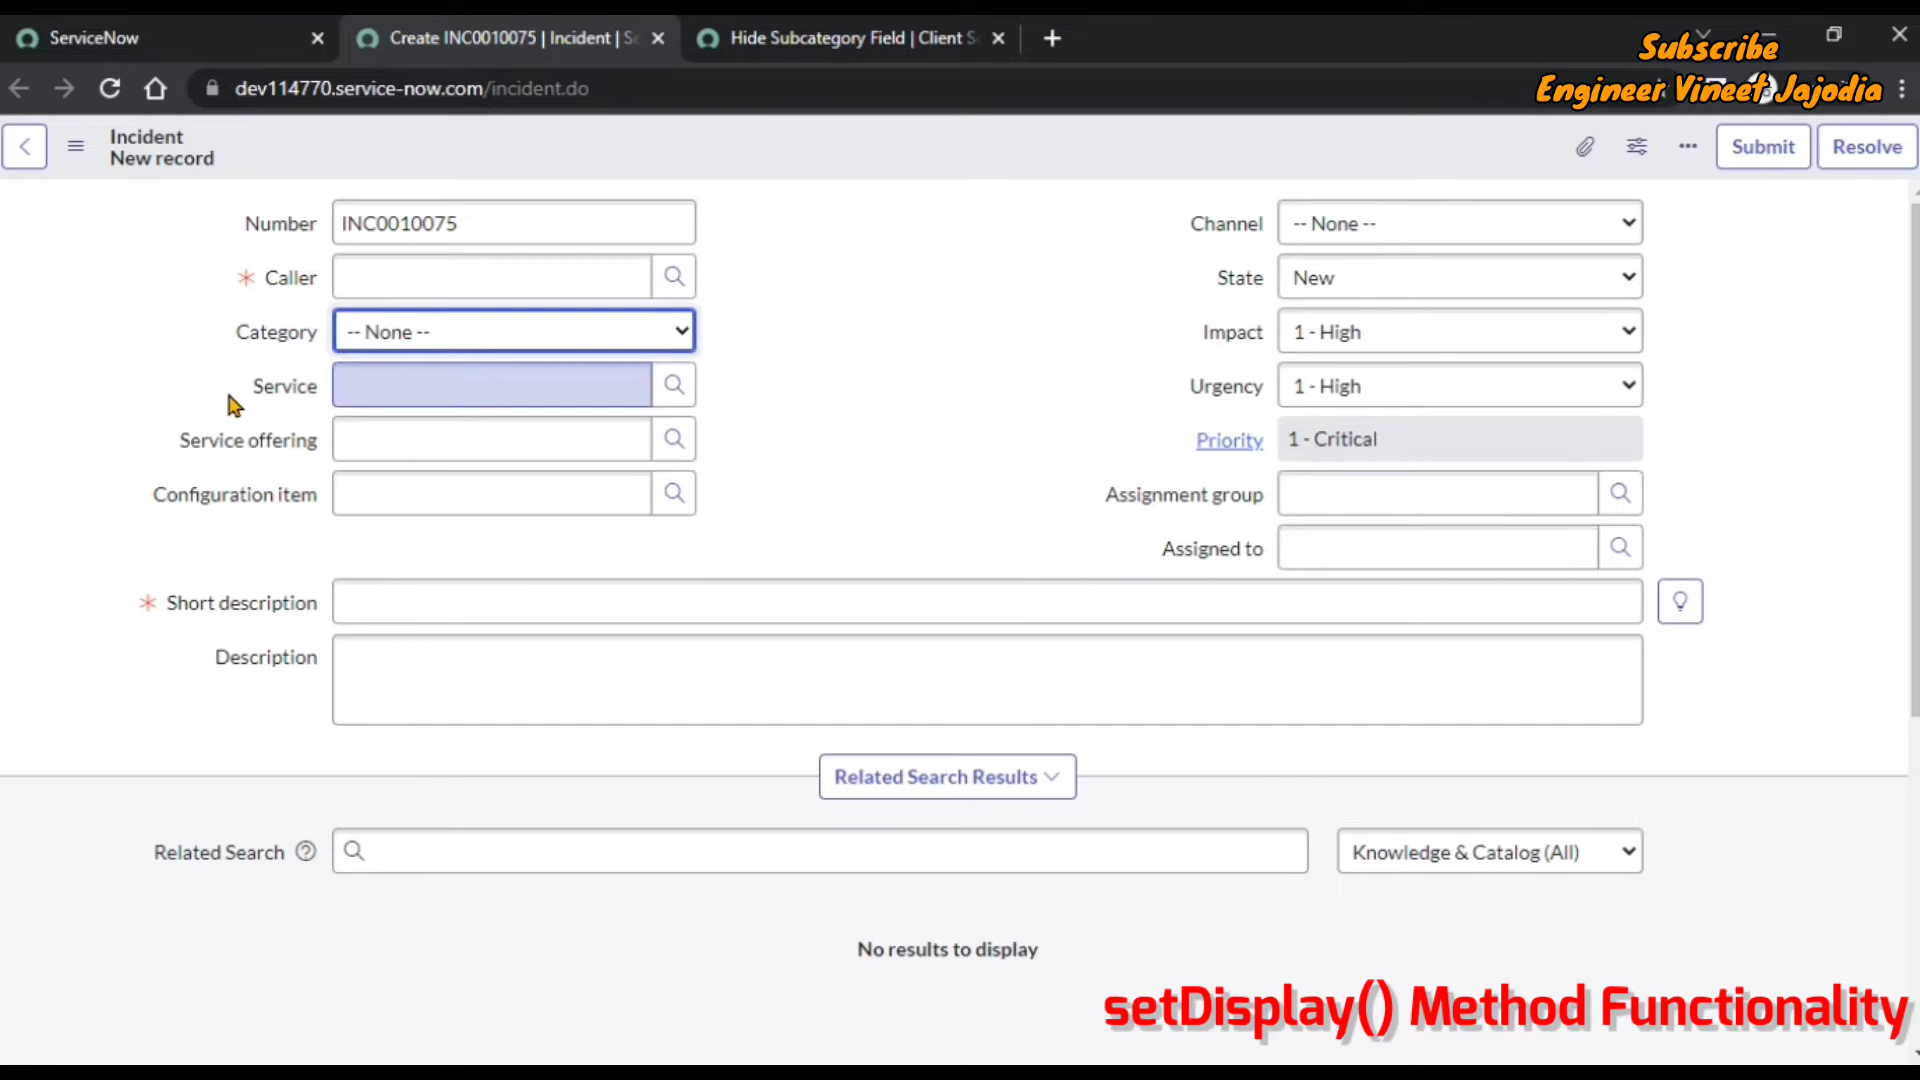 ServiceNow
Create INC0010075 | Incident | S
Hide Subcategory Field | Client S
Subscribe
Engineer Vineet Jajodia
dev114770.service-now.com/incident.do
Incident
New record
Submit
Resolve
Number
INC0010075
Channel
-- None --
Caller
State
New
Category
-- None --
Impact
1 - High
Service
Urgency
1 - High
Service offering
Priority
1 - Critical
Configuration item
Assignment group
Assigned to
Short description
Description
Related Search Results
Related Search
Knowledge & Catalog (All)
No results to display
setDisplay() Method Functionality